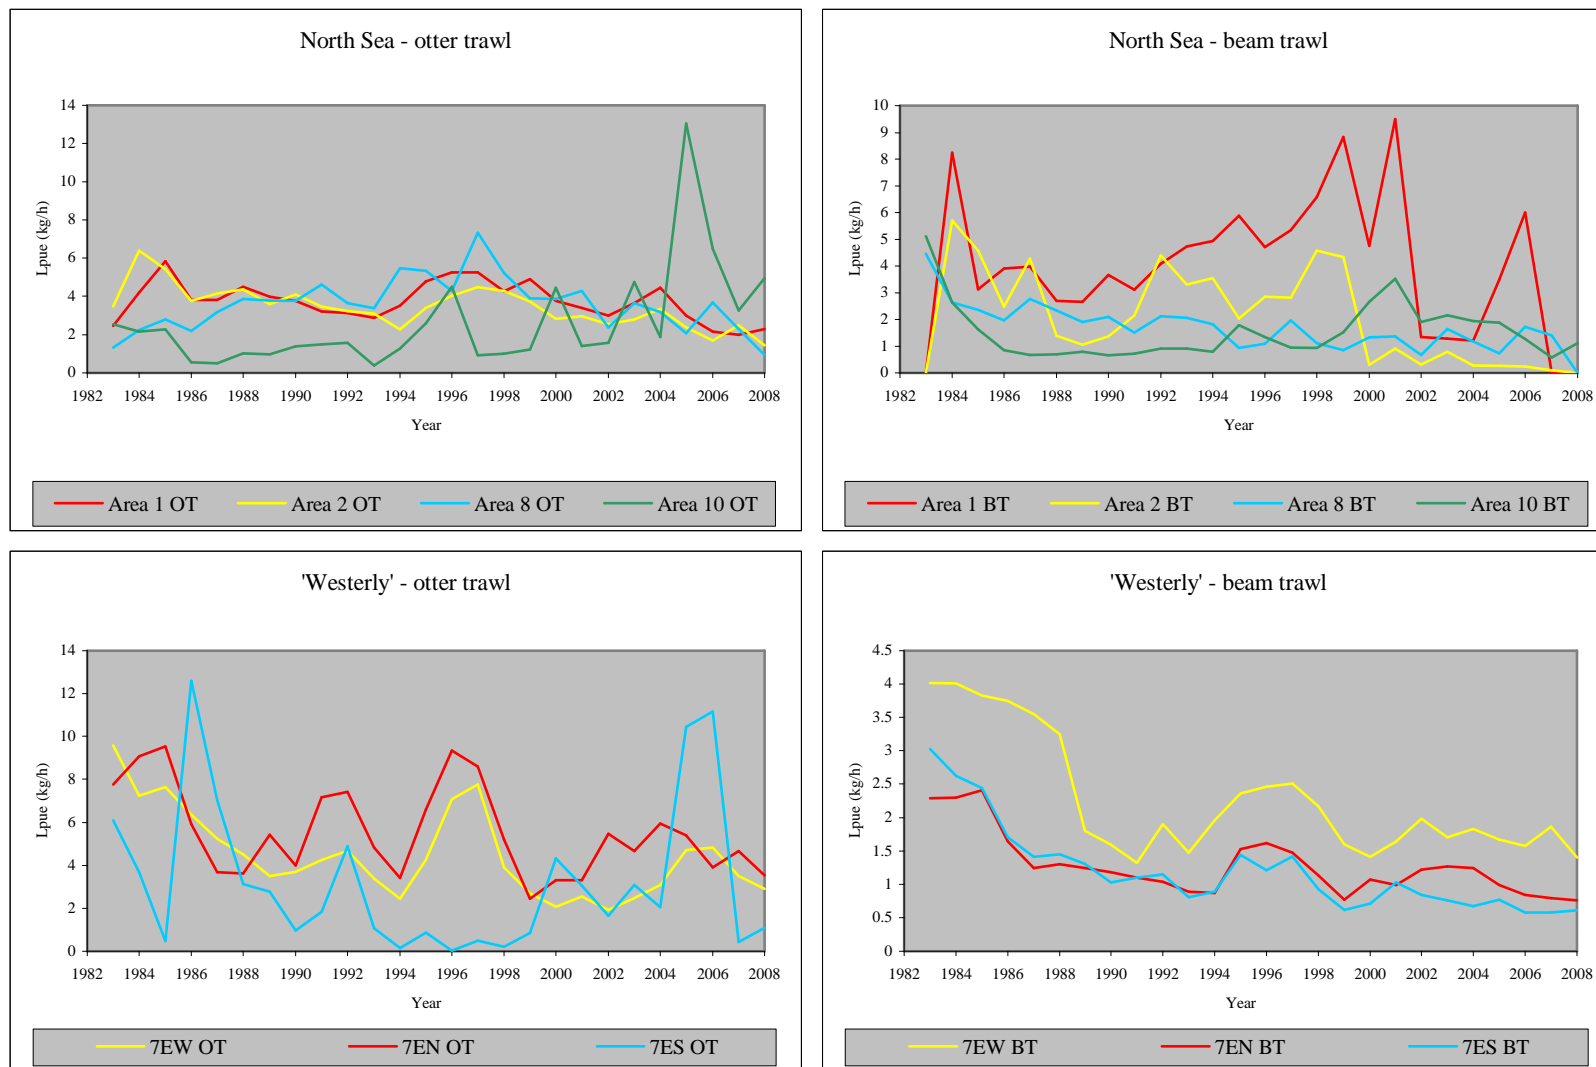 North Sea - otter trawl
Lpue (kg/h)
14
12
10
8
6
4
2
0
1982 1984 1986 1988 1990 1992 1994 1996 1998 2000 2002 2004 2006 2008
Year
Area 1 OT Area 2 OT Area 8 OT Area 10 OT
North Sea - beam trawl
Lpue (kg/h)
10
9
8
7
6
5
4
3
2
1
0
1982 1984 1986 1988 1990 1992 1994 1996 1998 2000 2002 2004 2006 2008
Year
Area 1 BT Area 2 BT Area 8 BT Area 10 BT
'Westerly' - otter trawl
Lpue (kg/h)
14
12
10
8
6
4
2
0
1982 1984 1986 1988 1990 1992 1994 1996 1998 2000 2002 2004 2006 2008
Year
7EW OT 7EN OT 7ES OT
'Westerly' - beam trawl
Lpue (kg/h)
4.5
4
3.5
3
2.5
2
1.5
1
0.5
0
1982 1984 1986 1988 1990 1992 1994 1996 1998 2000 2002 2004 2006 2008
Year
7EW BT 7EN BT 7ES BT